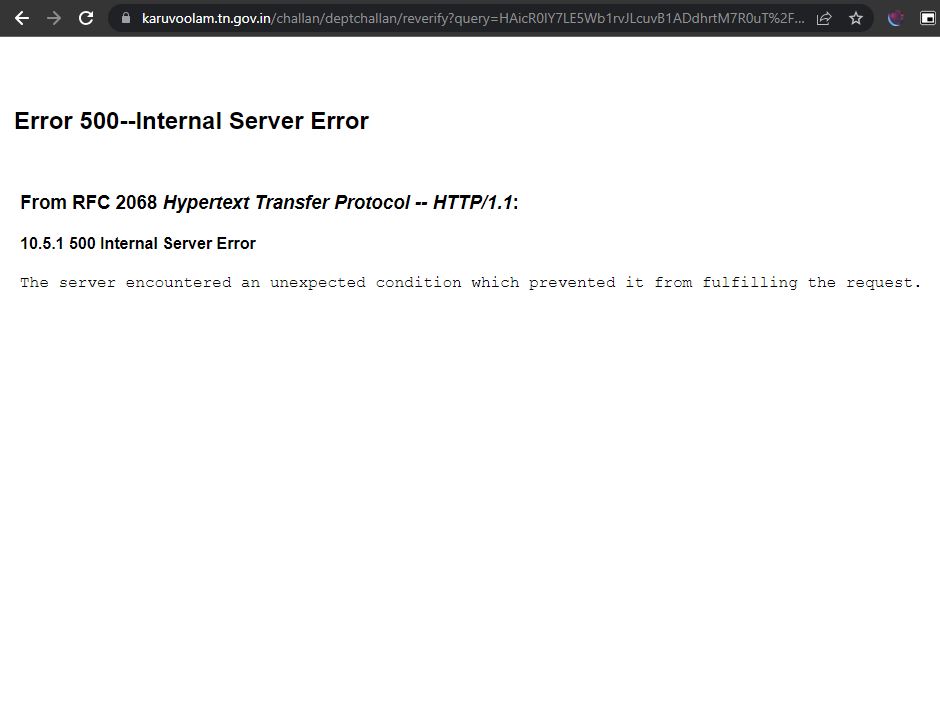 karuvoolam.tn.gov.in/challan/deptchallan/reverify?query=HAicR0lY7LE5Wb1rvJLcuvB1ADdhrtM7R0uT%2F...
Error 500--Internal Server Error
From RFC 2068 Hypertext Transfer Protocol -- HTTP/1.1:
10.5.1 500 Internal Server Error
The server encountered an unexpected condition which prevented it from fulfilling the request.